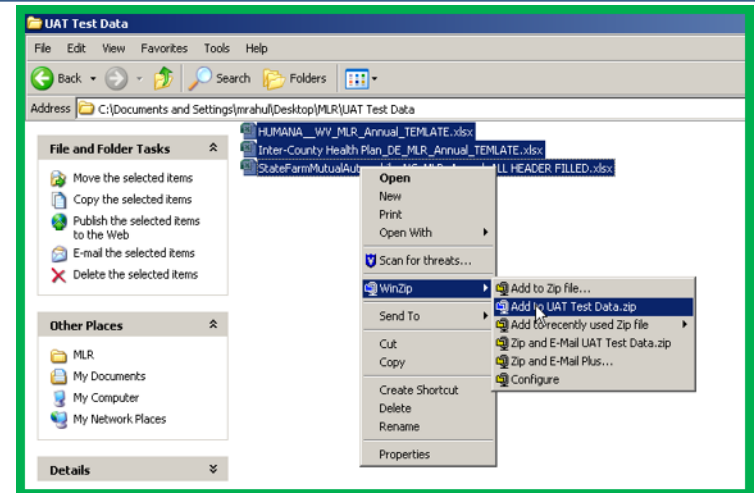 UAT Test Data
File Edit View Favorites Tools Help
Back Search Folders
Address C:\Documents and Settings\mrahul\Desktop\MLR\UAT Test Data
File and Folder Tasks
Move the selected items
Copy the selected items
Publish the selected items
to the Web
E-mail the selected items
Delete the selected items
Other Places
MLR
My Documents
My Computer
My Network Places
Details
HUMANA__WV_MLR_Annual_TEMLATE.xlsx
Inter-County Health Plan_DE_MLR_Annual_TEMLATE.xlsx
HEADER FILLED.xlsx
Open
New
Print
Open With
Scan for threats...
WinZip
Send To
Cut
Copy
Create Shortcut
Delete
Rename
Properties
Add to Zip file...
Add to UAT Test Data.zip
Add to recently used Zip file
Zip and E-Mail UAT Test Data.zip
Zip and E-Mail Plus...
Configure